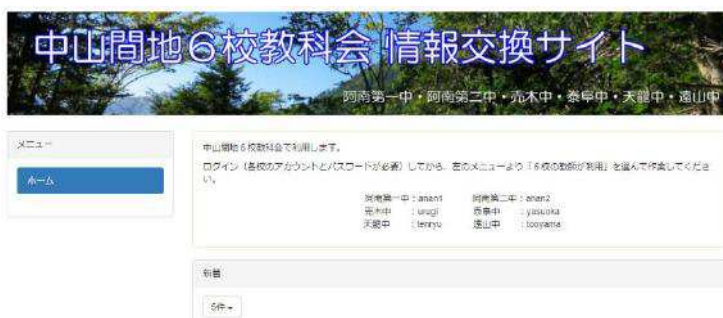 中山間地6校教科会 情報交換サイト
阿南第一中・阿南第二中・売木中・泰阜中・天龍中・遠山中
メニュー
ホーム
中山間地6校教科会で利用します。
ログイン(各校のアカウントとパスワードが必要)してから、左のメニューより「6校の教師が利用」を選んで作業してくださ
い。
阿南第一中：anan1 阿南第二中：anan2
売木中：urugi 泰阜中：yasuoka
天龍中：tenryu 遠山中：tooyama
新着
5件